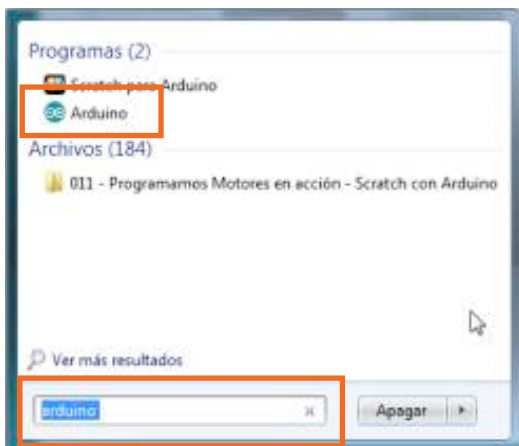 Programas (2)
Scratch para Arduino
Arduino
Archivos (184)
011 - Programamos Motores en acción - Scratch con Arduino
Ver más resultados
arduino
Apagar